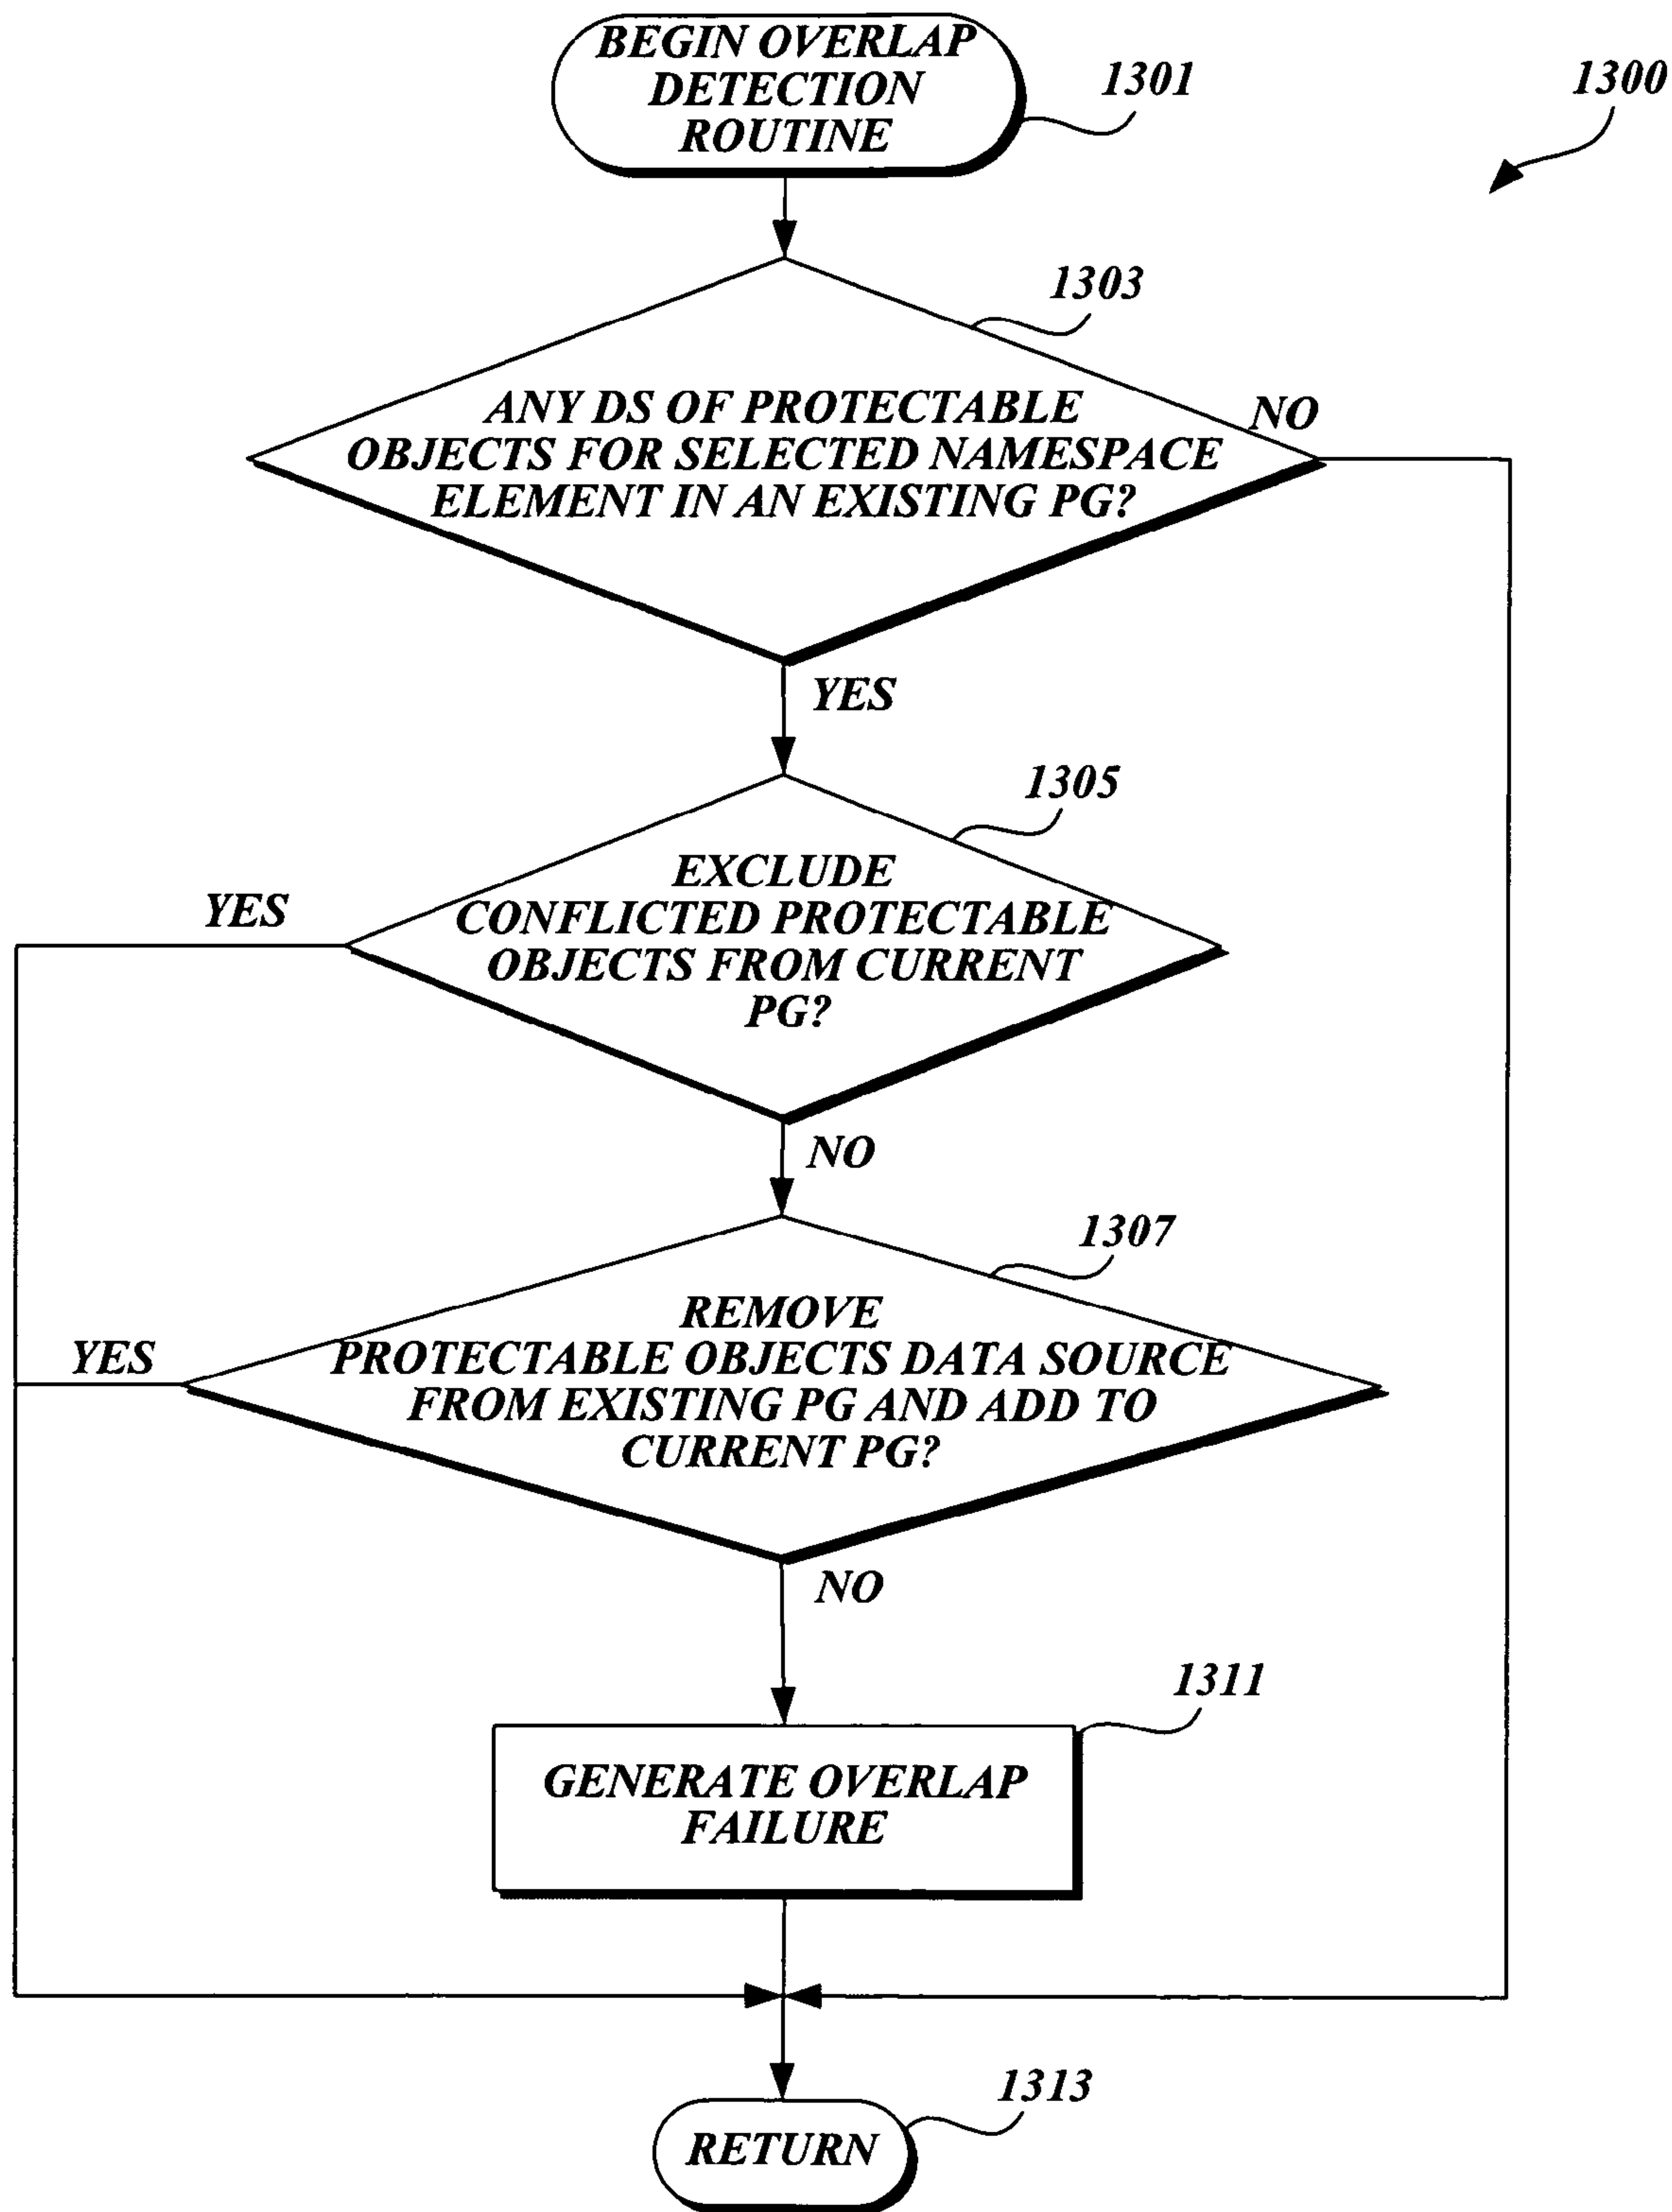 BEGIN OVERLAP
DETECTION
ROUTINE
1301
1300
1303
ANY DS OF PROTECTABLE
OBJECTS FOR SELECTED NAMESPACE
ELEMENT IN AN EXISTING PG?
NO
YES
1305
EXCLUDE
CONFLICTED PROTECTABLE
OBJECTS FROM CURRENT
PG?
YES
NO
1307
REMOVE
PROTECTABLE OBJECTS DATA SOURCE
FROM EXISTING PG AND ADD TO
CURRENT PG?
YES
NO
1311
GENERATE OVERLAP
FAILURE
1313
RETURN